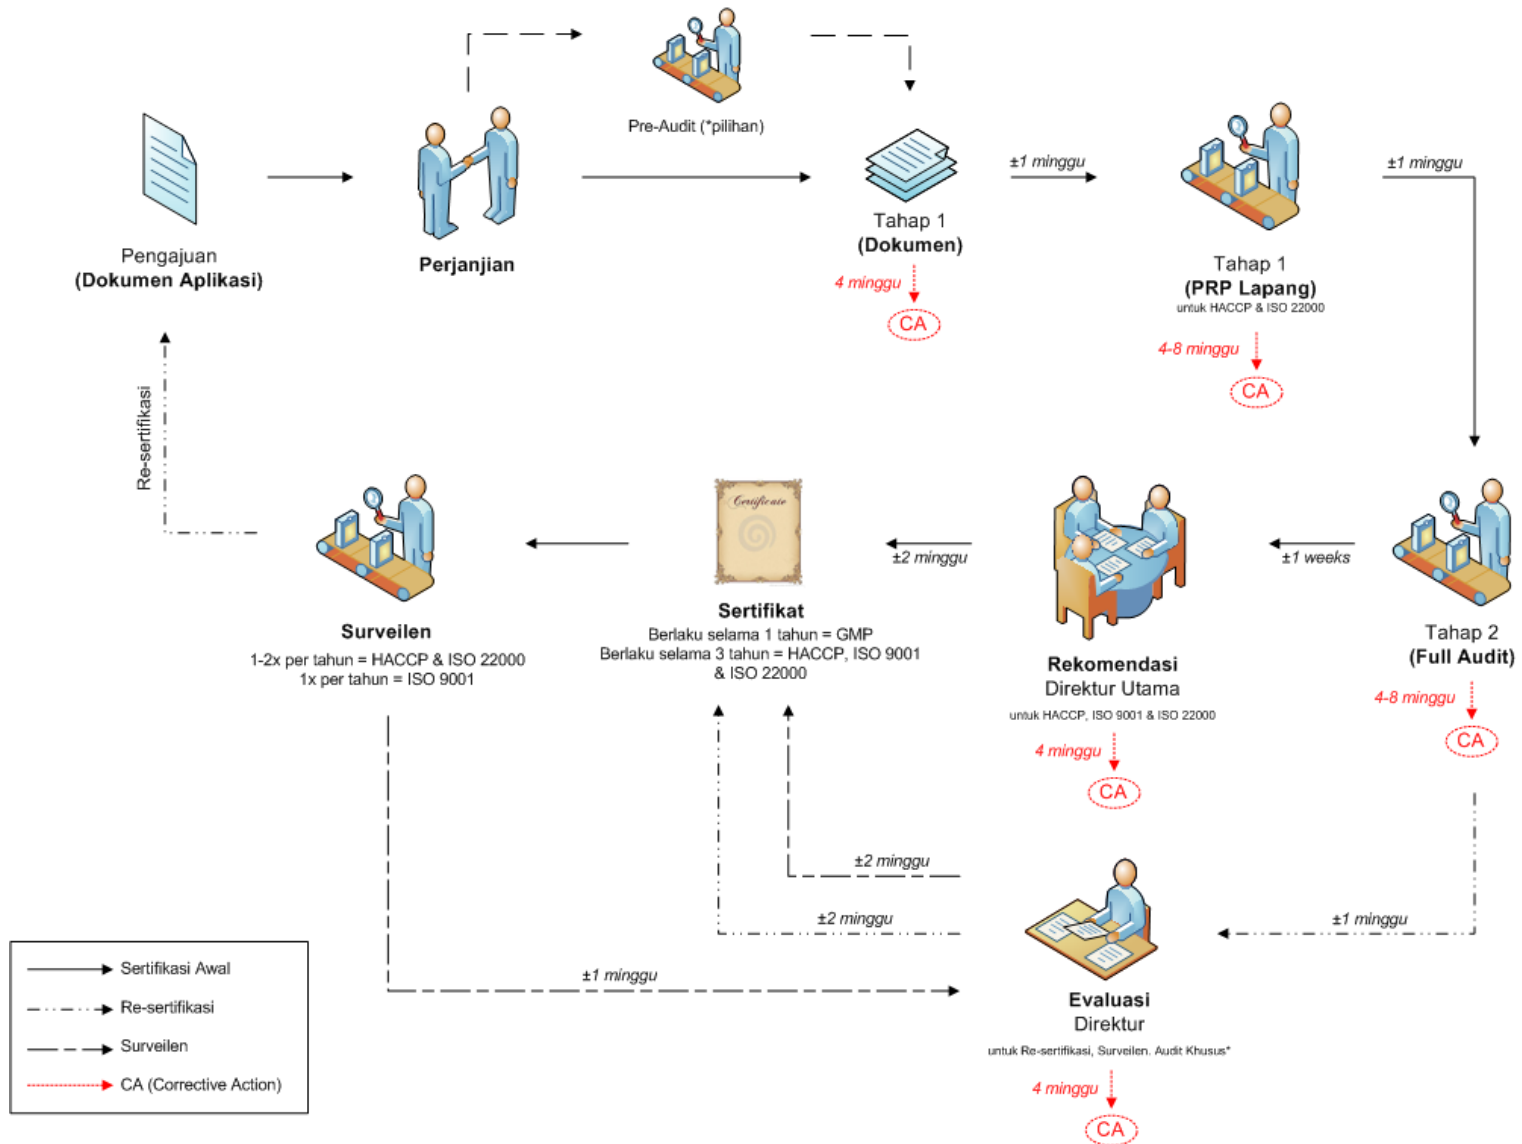 Pre-Audit (*pilihan)
Pengajuan
(Dokumen Aplikasi)
Perjanjian
Tahap 1
(Dokumen)
4 minggu
CA
±1 minggu
Tahap 1
(PRP Lapang)
untuk HACCP & ISO 22000
4-8 minggu
CA
±1 minggu
Re-sertifikasi
Surveilen
1-2x per tahun = HACCP & ISO 22000
1x per tahun = ISO 9001
Certificate
Sertifikat
Berlaku selama 1 tahun = GMP
Berlaku selama 3 tahun = HACCP, ISO 9001
& ISO 22000
±2 minggu
Rekomendasi
Direktur Utama
untuk HACCP, ISO 9001 & ISO 22000
4 minggu
CA
±1 weeks
Tahap 2
(Full Audit)
4-8 minggu
CA
±2 minggu
±2 minggu
±1 minggu
±1 minggu
Evaluasi
Direktur
untuk Re-sertifikasi, Surveilen. Audit Khusus*
4 minggu
CA
Sertifikasi Awal
Re-sertifikasi
Surveilen
CA (Corrective Action)